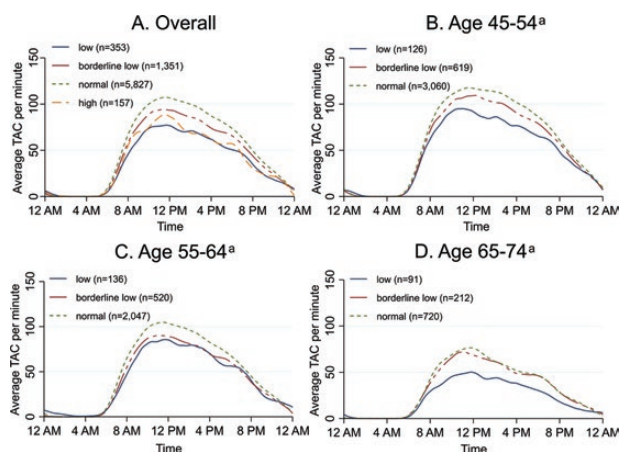 A. Overall
Average TAC per minute
150
100
50
0
low (n=353)
borderline low (n=1,351)
normal (n=5,827)
high (n=157)
12 AM 4 AM 8 AM 12 PM 4 PM 8 PM 12 AM
Time
B. Age 45-54ª
Average TAC per minute
150
100
50
0
low (n=126)
borderline low (n=619)
normal (n=3,060)
12 AM 4 AM 8 AM 12 PM 4 PM 8 PM 12 AM
Time
C. Age 55-64ª
Average TAC per minute
150
100
50
0
low (n=136)
borderline low (n=520)
normal (n=2,047)
12 AM 4 AM 8 AM 12 PM 4 PM 8 PM 12 AM
Time
D. Age 65-74ª
Average TAC per minute
150
100
50
0
low (n=91)
borderline low (n=212)
normal (n=720)
12 AM 4 AM 8 AM 12 PM 4 PM 8 PM 12 AM
Time